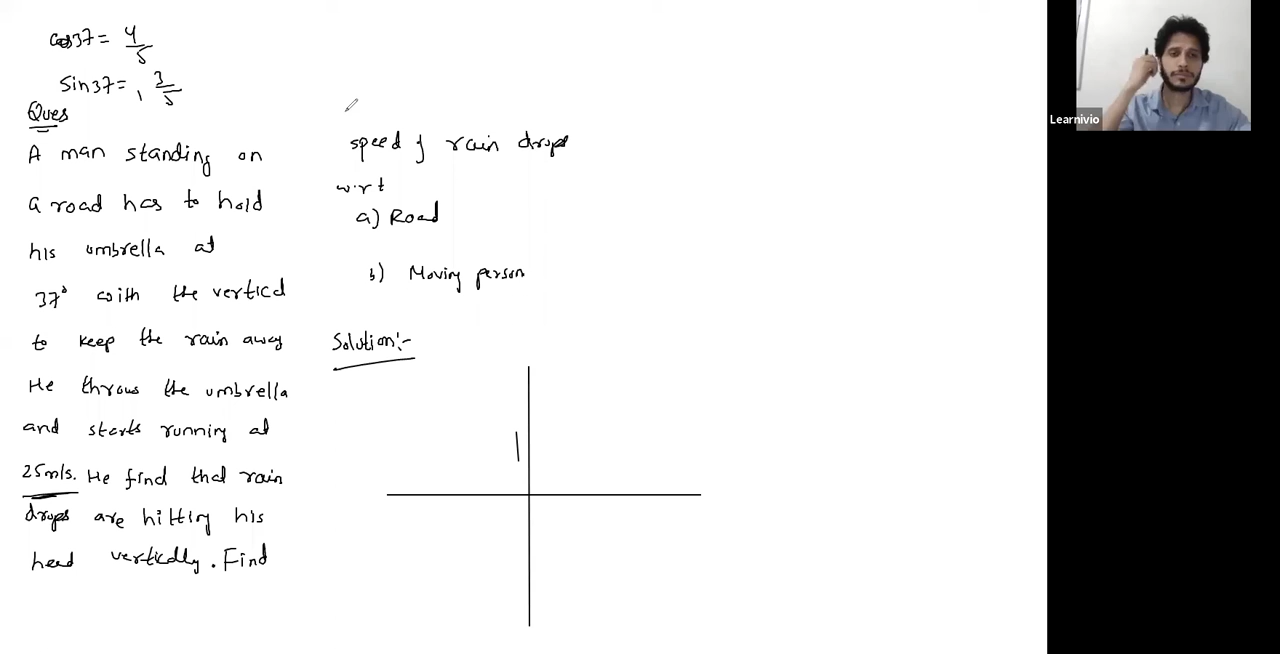 cos37 = 4/5
Sin37 = 3/5
Ques
A man standing on
a road has to hold
his umbrella at
37° with the vertical
to keep the rain away
He throws the umbrella
and starts running at
25m/s. He find that rain
drops are hitting his
head vertically. Find
speed of rain drops
w.r.t
a) Road
b) Moving person
Solution:-
Learnivio